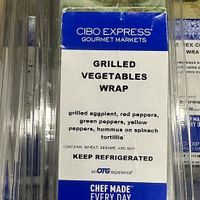 CIBO EXPRESS®
GOURMET MARKETS
GRILLED
VEGETABLES
WRAP
grilled eggplant, red peppers,
green peppers, yellow
peppers, hummus on spinach
tortillia
CONTAINS: WHEAT, SESAME, AND SOY
KEEP REFRIGERATED
an OTG experience
CHEF MADE
EVERY DAY